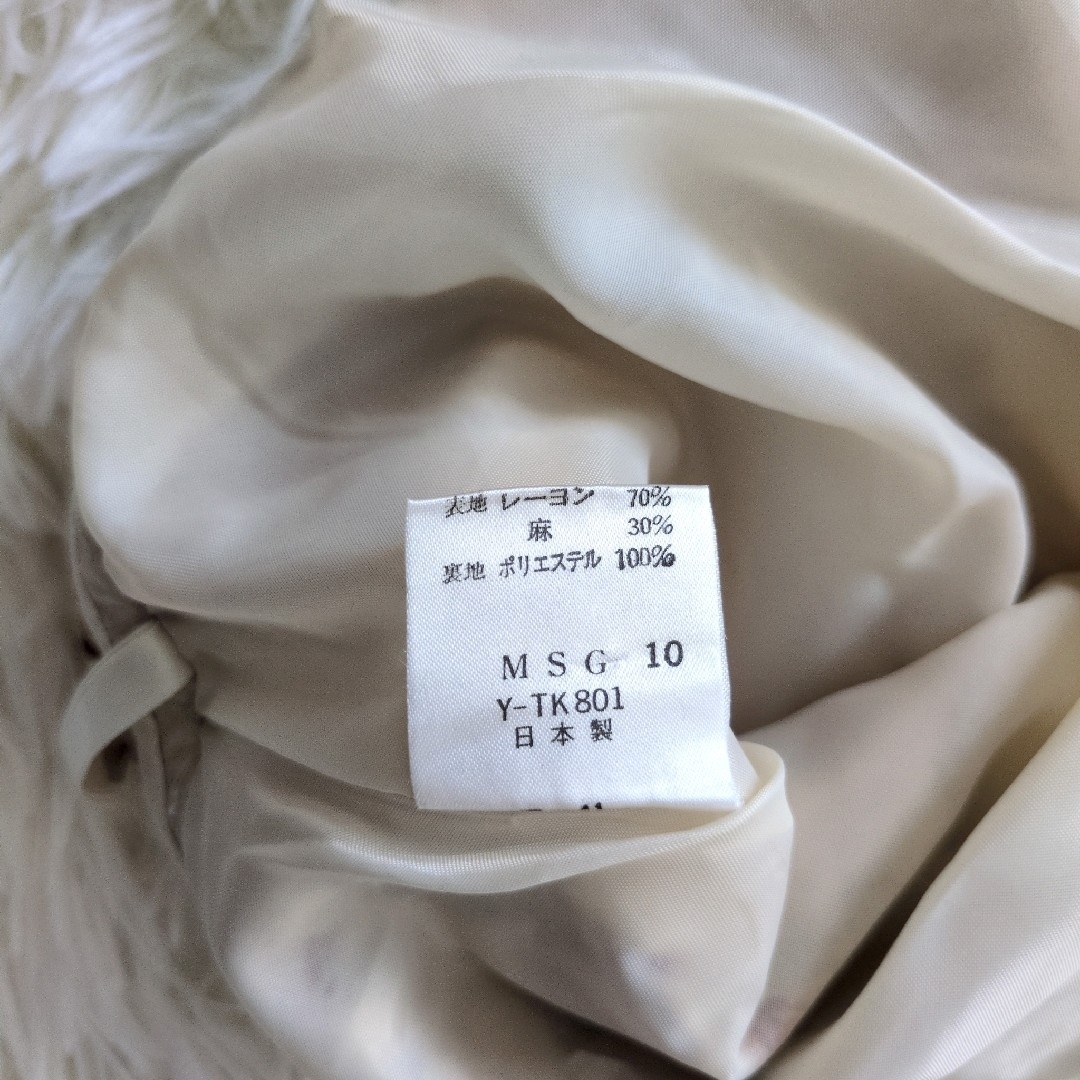 表地 レーヨン 70%
麻 30%
裏地 ポリエステル 100%
M S G 10
Y-TK801
日本製